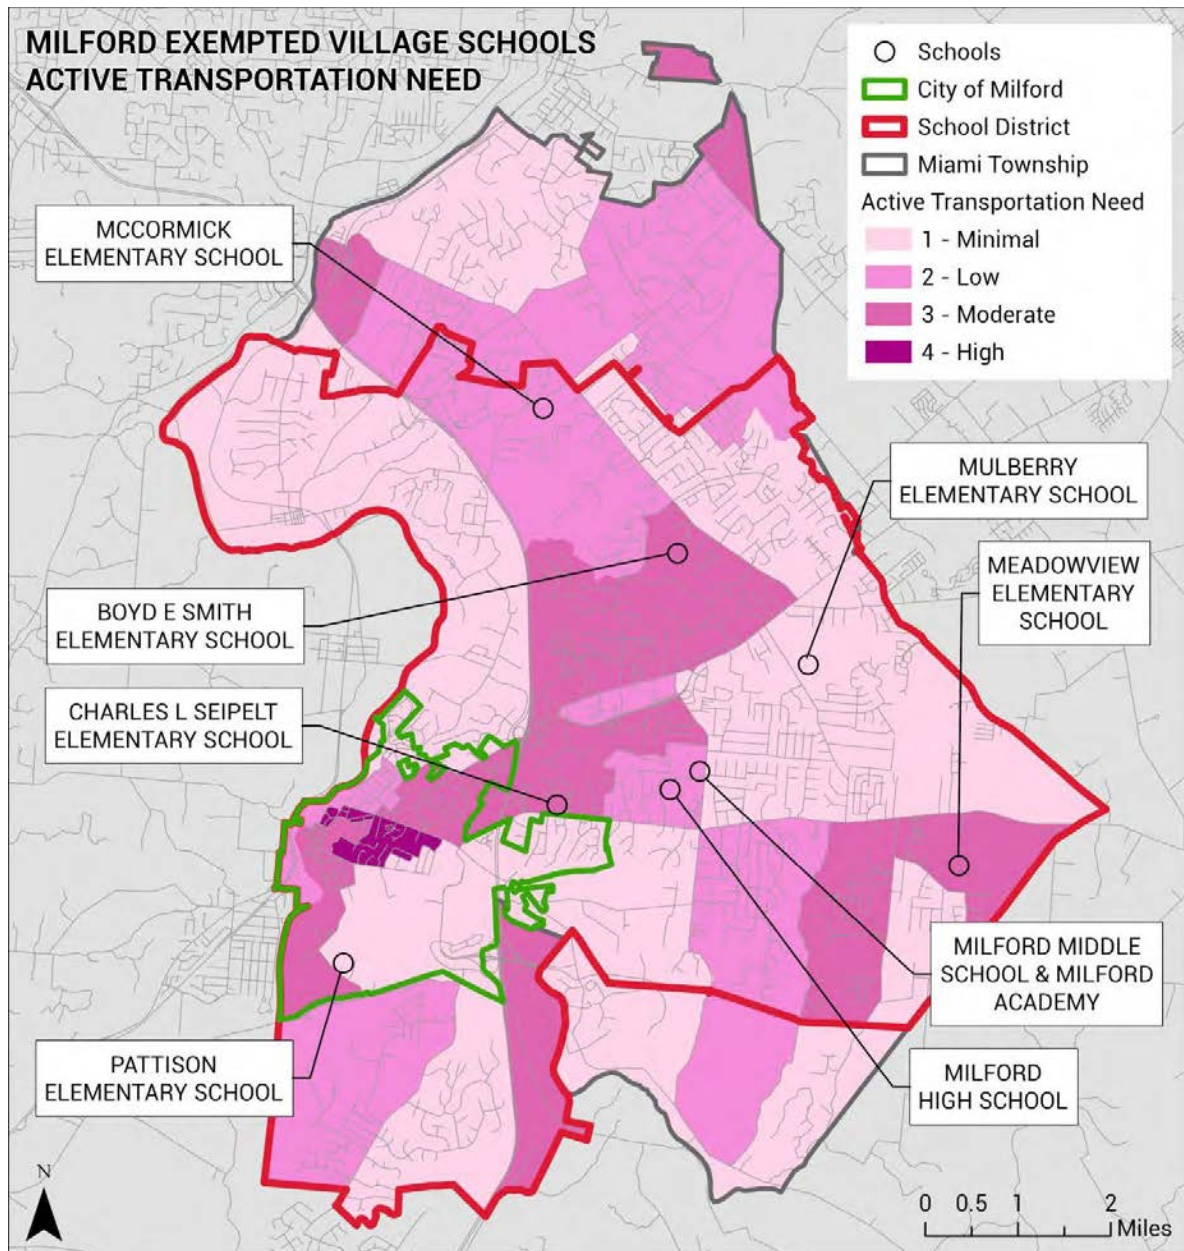 MILFORD EXEMPTED VILLAGE SCHOOLS
ACTIVE TRANSPORTATION NEED
Schools
City of Milford
School District
Miami Township
Active Transportation Need
1 - Minimal
2 - Low
3 - Moderate
4 - High
MCCORMICK
ELEMENTARY SCHOOL
MULBERRY
ELEMENTARY SCHOOL
MEADOWVIEW
ELEMENTARY
SCHOOL
BOYD E SMITH
ELEMENTARY SCHOOL
CHARLES L SEIPELT
ELEMENTARY SCHOOL
MILFORD MIDDLE
SCHOOL & MILFORD
ACADEMY
PATTISON
ELEMENTARY SCHOOL
MILFORD
HIGH SCHOOL
N
0 0.5 1 2
Miles